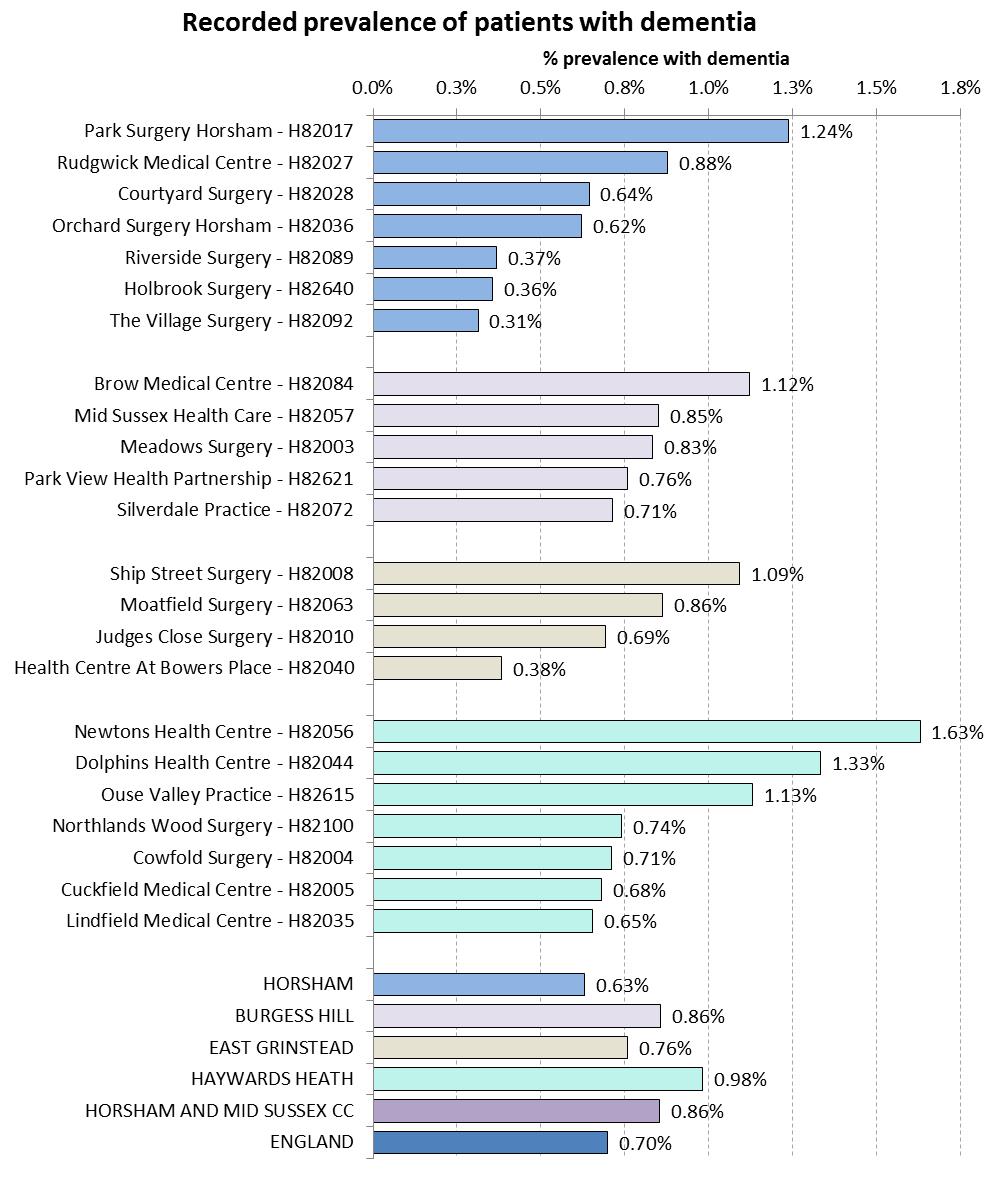 Recorded prevalence of patients with dementia
% prevalence with dementia
0.0% 0.3% 0.5% 0.8% 1.0% 1.3% 1.5% 1.8%
Park Surgery Horsham - H82017 1.24%
Rudgwick Medical Centre - H82027 0.88%
Courtyard Surgery - H82028 0.64%
Orchard Surgery Horsham - H82036 0.62%
Riverside Surgery - H82089 0.37%
Holbrook Surgery - H82640 0.36%
The Village Surgery - H82092 0.31%
Brow Medical Centre - H82084 1.12%
Mid Sussex Health Care - H82057 0.85%
Meadows Surgery - H82003 0.83%
Park View Health Partnership - H82621 0.76%
Silverdale Practice - H82072 0.71%
Ship Street Surgery - H82008 1.09%
Moatfield Surgery - H82063 0.86%
Judges Close Surgery - H82010 0.69%
Health Centre At Bowers Place - H82040 0.38%
Newtons Health Centre - H82056 1.63%
Dolphins Health Centre - H82044 1.33%
Ouse Valley Practice - H82615 1.13%
Northlands Wood Surgery - H82100 0.74%
Cowfold Surgery - H82004 0.71%
Cuckfield Medical Centre - H82005 0.68%
Lindfield Medical Centre - H82035 0.65%
HORSHAM 0.63%
BURGESS HILL 0.86%
EAST GRINSTEAD 0.76%
HAYWARDS HEATH 0.98%
HORSHAM AND MID SUSSEX CC 0.86%
ENGLAND 0.70%